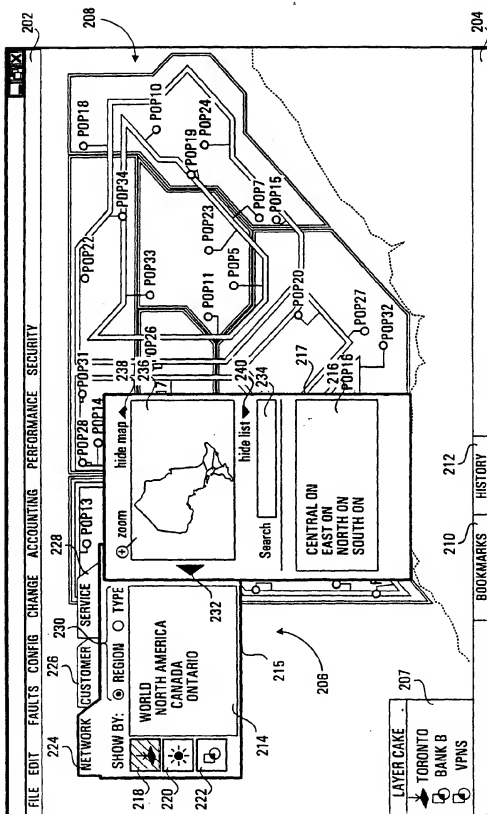 202
FILE EDIT FAULTS CONFIG CHANGE ACCOUNTING PERFORMANCE SECURITY
224
226
228
230
NETWORK CUSTOMER SERVICE
SHOW BY: REGION TYPE
WORLD
NORTH AMERICA
CANADA
ONTARIO
214
215
218
220
222
232
zoom
hide map
238
236
hide list
240
234
Search
CENTRAL ON
EAST ON
NORTH ON
SOUTH ON
217
216
POP13
POP28
POP14
POP31
POP22
POP34
POP18
POP10
POP33
POP19
POP24
POP26
POP11
POP23
POP5
POP7
POP15
POP20
POP27
POP16
POP32
208
206
207
LAYER CAKE
TORONTO
BANK B
VPNS
210
212
BOOKMARKS
HISTORY
204